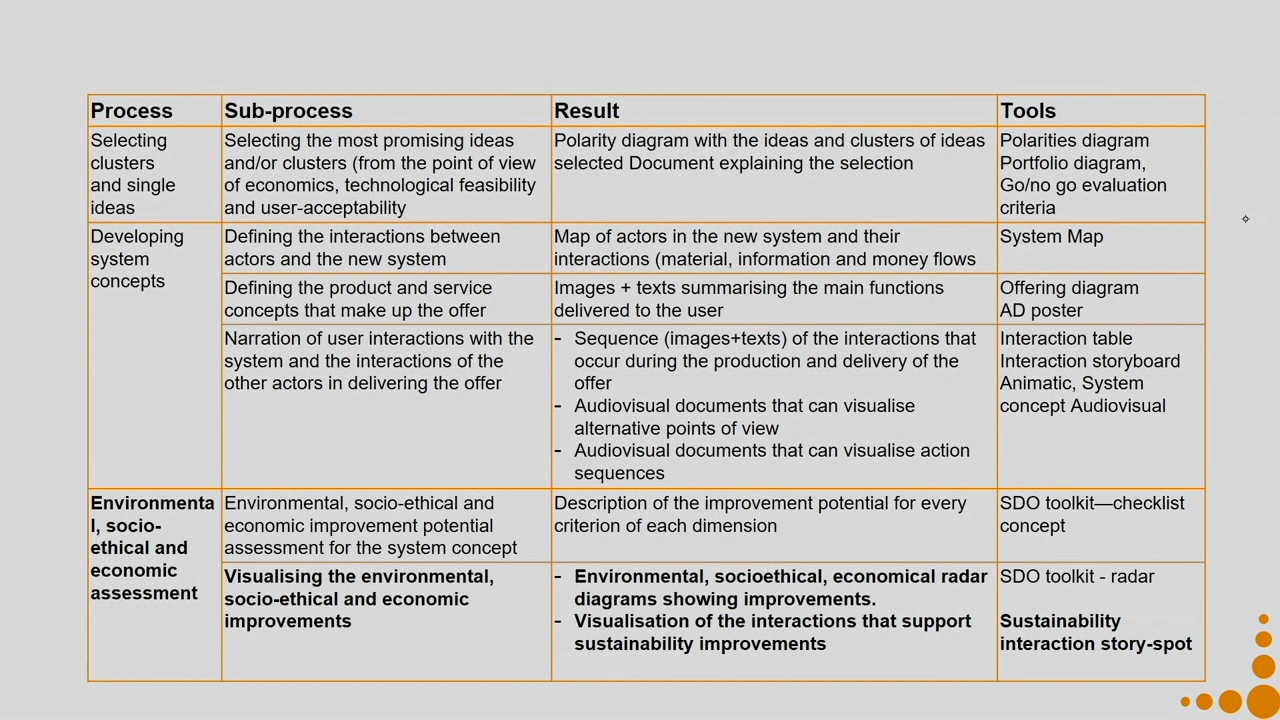 Process
Sub-process
Result
Tools
Selecting
clusters
and single
ideas
Selecting the most promising ideas
and/or clusters (from the point of view
of economics, technological feasibility
and user-acceptability
Polarity diagram with the ideas and clusters of ideas
selected Document explaining the selection
Polarities diagram
Portfolio diagram,
Go/no go evaluation
criteria
Developing
system
concepts
Defining the interactions between
actors and the new system
Map of actors in the new system and their
interactions (material, information and money flows
System Map
Defining the product and service
concepts that make up the offer
Images + texts summarising the main functions
delivered to the user
Offering diagram
AD poster
Narration of user interactions with the
system and the interactions of the
other actors in delivering the offer
- Sequence (images+texts) of the interactions that
occur during the production and delivery of the
offer
- Audiovisual documents that can visualise
alternative points of view
- Audiovisual documents that can visualise action
sequences
Interaction table
Interaction storyboard
Animatic, System
concept Audiovisual
Environmenta
l, socio-
ethical and
economic
assessment
Environmental, socio-ethical and
economic improvement potential
assessment for the system concept
Description of the improvement potential for every
criterion of each dimension
SDO toolkit—checklist
concept
Visualising the environmental,
socio-ethical and economic
improvements
- Environmental, socioethical, economical radar
diagrams showing improvements.
- Visualisation of the interactions that support
sustainability improvements
SDO toolkit - radar
Sustainability
interaction story-spot